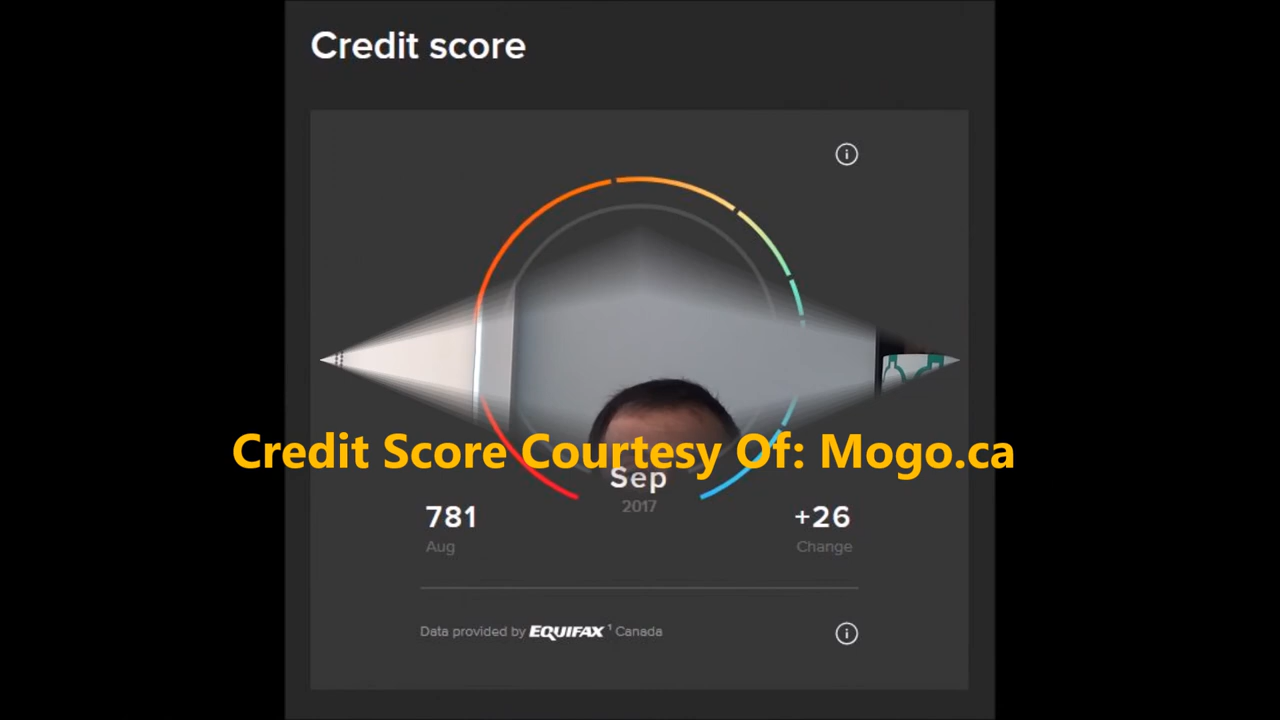 Credit score
Credit Score Courtesy Of: Mogo.ca
Sep
2017
781
+26
Aug
Change
Data provided by EQUIFAX ¹ Canada